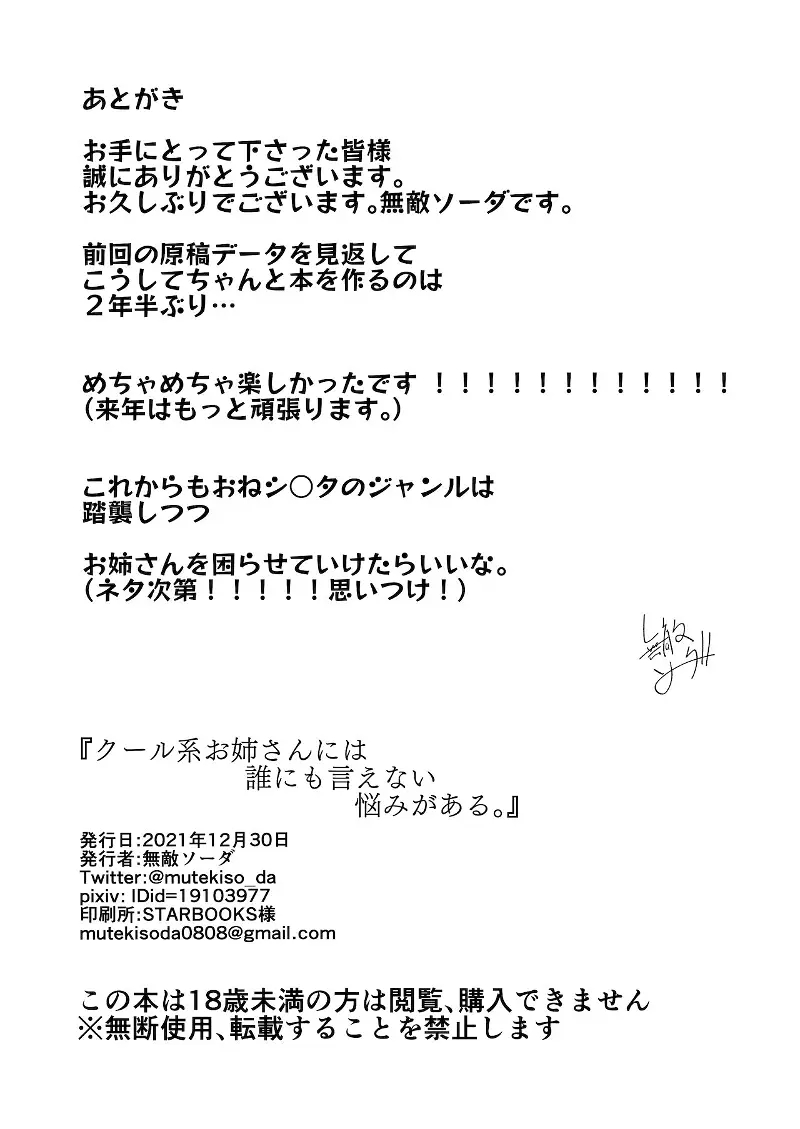 あとがき
お手にとって下さった皆様
誠にありがとうございます。
お久しぶりでございます。無敵ソーダです。
前回の原稿データを見返して
こうしてちゃんと本を作るのは
２年半ぶり…
めちゃめちゃ楽しかったです！！！！！！！！！！！！
（来年はもっと頑張ります。）
これからもおねシ〇タのジャンルは
踏襲しつつ
お姉さんを困らせていけたらいいな。
（ネタ次第！！！！！思いつけ！）
無敵
ソーダ
『クール系お姉さんには
誰にも言えない
悩みがある。』
発行日:2021年12月30日
発行者:無敵ソーダ
Twitter:@mutekiso_da
pixiv: IDid=19103977
印刷所:STARBOOKS様
mutekisoda0808@gmail.com
この本は18歳未満の方は閲覧、購入できません
※無断使用、転載することを禁止します